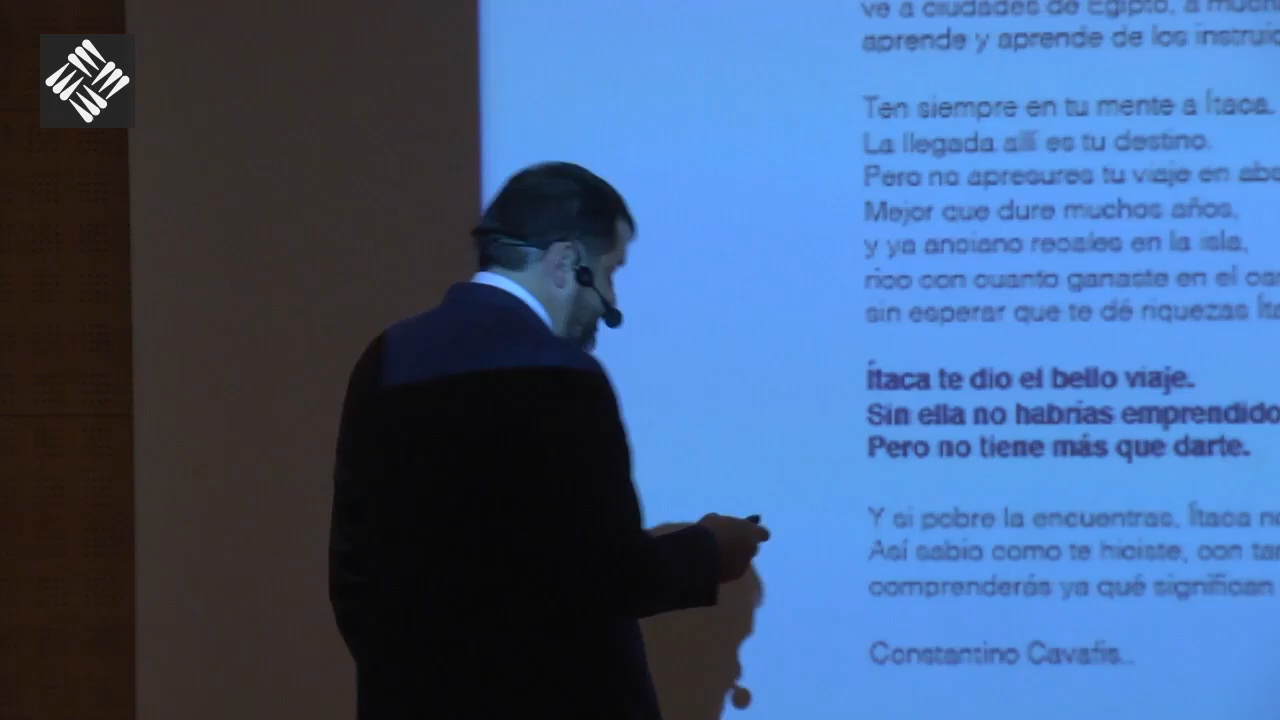 ve a ciudades de Egipto, a
aprende y aprende de los
Ten siempre en tu mente a Ítaca.
La llegada allí es tu destino.
Pero no apresures tu viaje en
Mejor que dure muchos años,
y ya anciano recales en la isla,
rico con cuanto ganaste en el
sin esperar que te dé riquezas
Ítaca te dio el bello viaje.
Sin ella no habrías emprendido
Pero no tiene más que darte.
Y si pobre la encuentras, Ítaca
Así sabio como te hiciste, con
comprenderás ya qué significan
Constantino Cavafis..